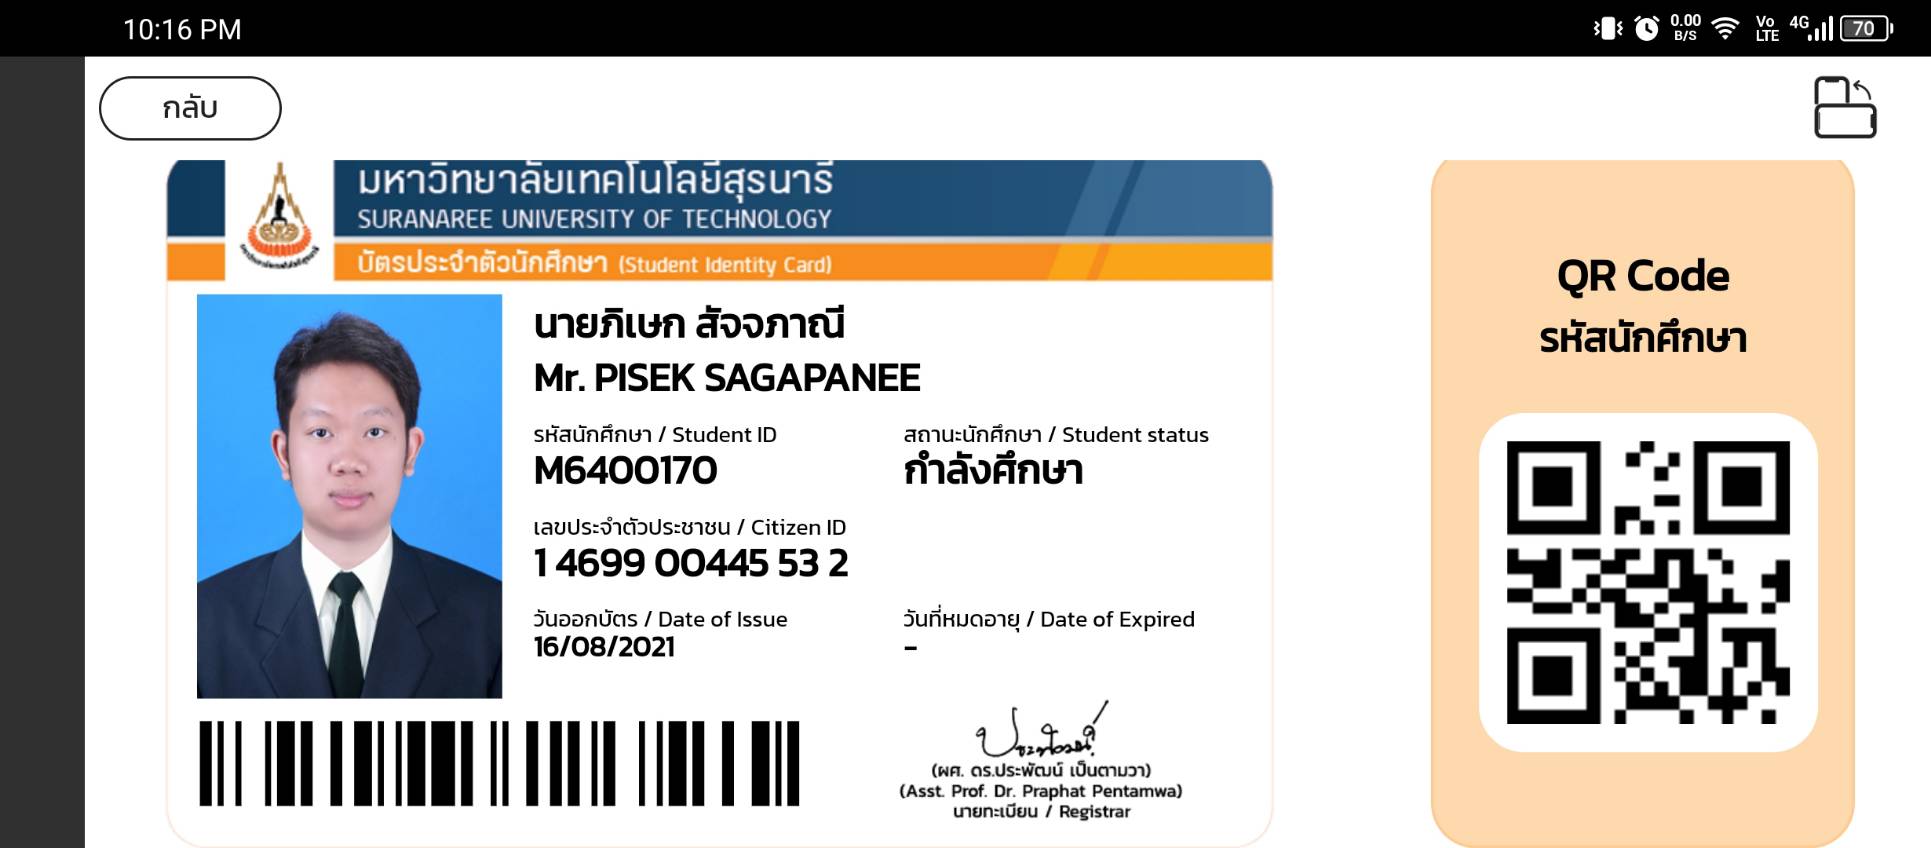 10:16 PM
0.00 B/S
Vo LTE
4G
70
กลับ
มหาวิทยาลัยเทคโนโลยีสุรนารี
SURANAREE UNIVERSITY OF TECHNOLOGY
บัตรประจำตัวนักศึกษา (Student Identity Card)
นายภิเษก สัจจภาณี
Mr. PISEK SAGAPANEE
รหัสนักศึกษา / Student ID
M6400170
สถานะนักศึกษา / Student status
กำลังศึกษา
เลขประจำตัวประชาชน / Citizen ID
1 4699 00445 53 2
วันออกบัตร / Date of Issue
16/08/2021
วันที่หมดอายุ / Date of Expired
-
(ผศ. ดร.ประพัฒน์ เป็นตามวา)
(Asst. Prof. Dr. Praphat Pentamwa)
นายทะเบียน / Registrar
QR Code
รหัสนักศึกษา